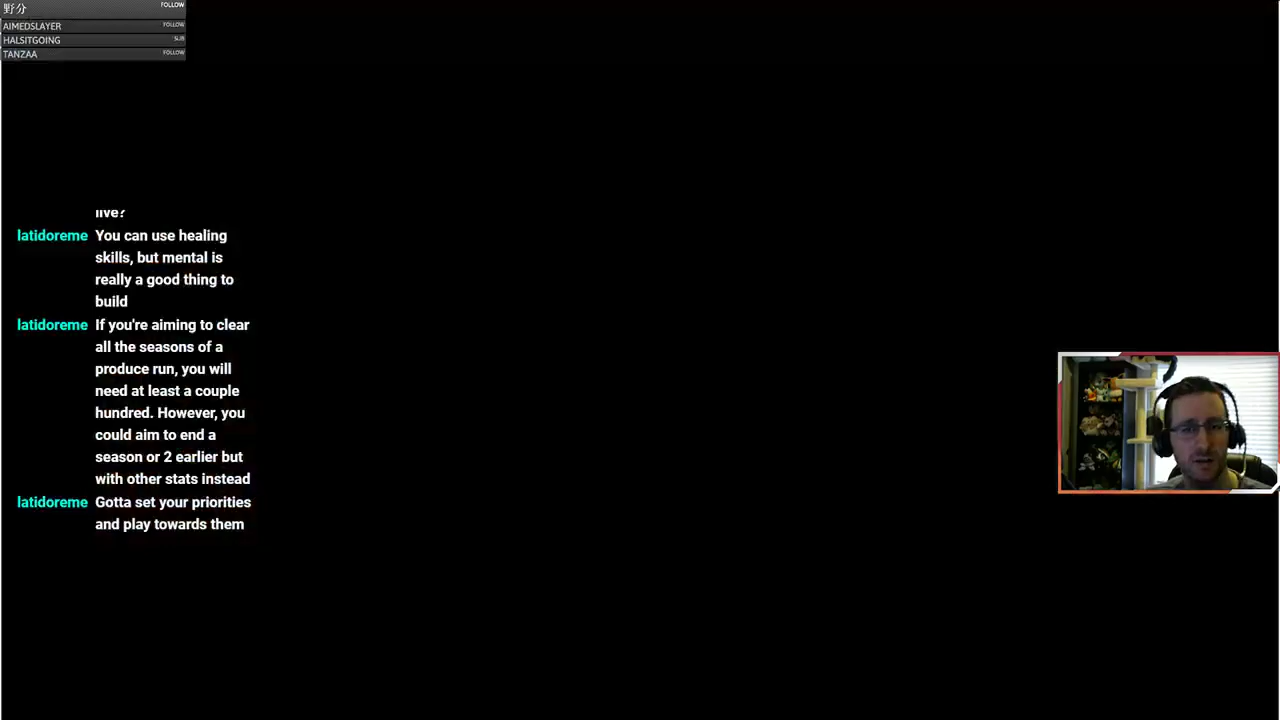 野分 FOLLOW
AIMEDSLAYER FOLLOW
HALSITGOING SUB
TANZAA FOLLOW
live?
latidoreme You can use healing
skills, but mental is
really a good thing to
build
latidoreme If you're aiming to clear
all the seasons of a
produce run, you will
need at least a couple
hundred. However, you
could aim to end a
season or 2 earlier but
with other stats instead
latidoreme Gotta set your priorities
and play towards them